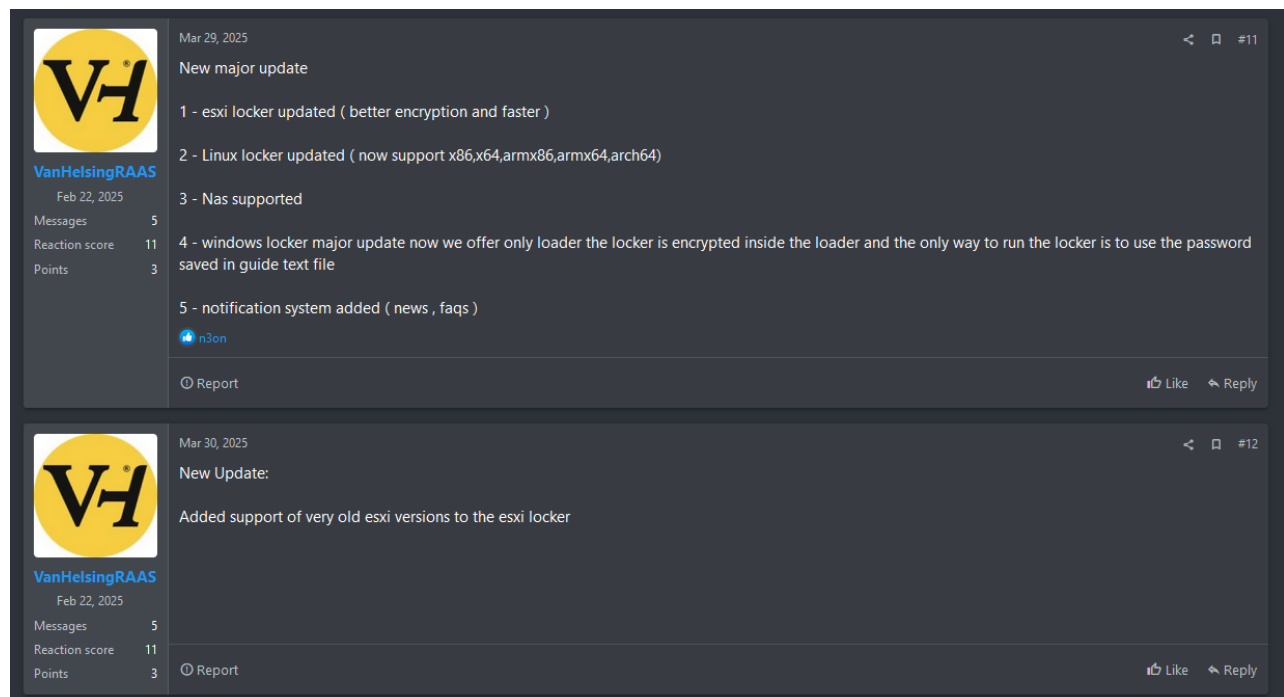 Mar 29, 2025
#11
VH
®
VanHelsingRAAS
Feb 22, 2025
Messages 5
Reaction score 11
Points 3
New major update
1 - esxi locker updated ( better encryption and faster )
2 - Linux locker updated ( now support x86,x64,armx86,armx64,arch64)
3 - Nas supported
4 - windows locker major update now we offer only loader the locker is encrypted inside the loader and the only way to run the locker is to use the password
saved in guide text file
5 - notification system added ( news , faqs )
n3on
Report
Like Reply
Mar 30, 2025
#12
VH
®
VanHelsingRAAS
Feb 22, 2025
Messages 5
Reaction score 11
Points 3
New Update:
Added support of very old esxi versions to the esxi locker
Report
Like Reply